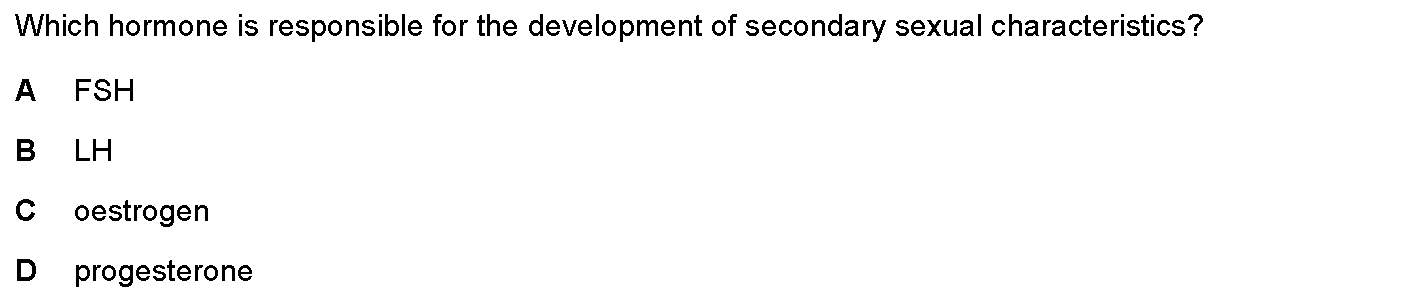 Which hormone is responsible for the development of secondary sexual characteristics?
A FSH
B LH
C oestrogen
D progesterone